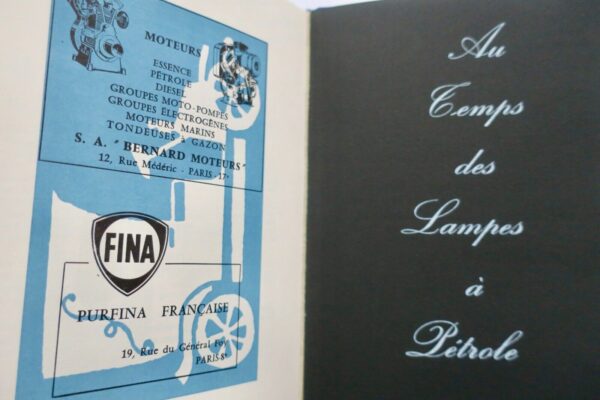 MOTEURS
ESSENCE
PÉTROLE
DIESEL
GROUPES MOTO-POMPES
GROUPES ÉLECTROGÈNES
MOTEURS MARINS
TONDEUSES à GAZON
S. A. "BERNARD MOTEURS"
12, Rue Médéric - PARIS-17e
FINA
PURFINA FRANÇAISE
19, Rue du Général Foy
PARIS-8e
Au
Temps
des
Lampes
à
Pétrole